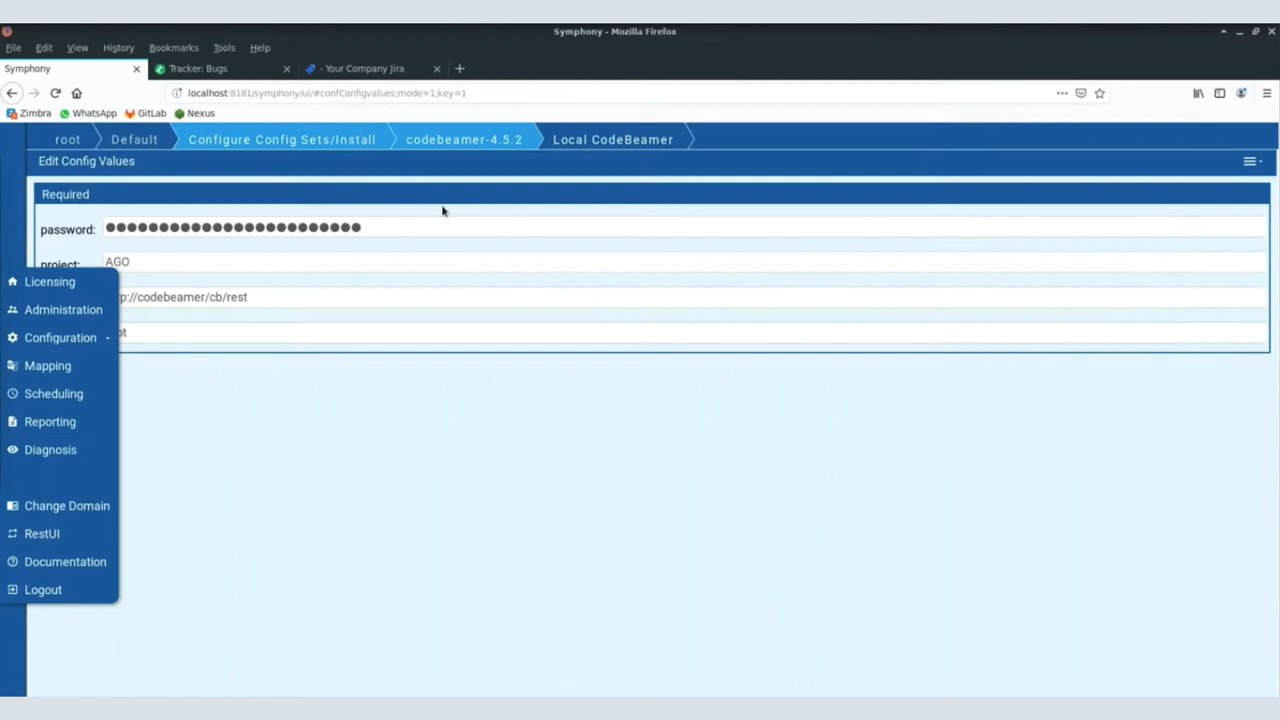 Symphony - Mozilla Firefox
File Edit View History Bookmarks Tools Help
Symphony Tracker: Bugs - Your Company Jira
localhost:8181/symphony/ui/#confConfigvalues;mode=1;key=1
Zimbra WhatsApp GitLab Nexus
root Default Configure Config Sets/Install codebeamer-4.5.2 Local CodeBeamer
Edit Config Values
Required
password:
project: AGO
p://codebeamer/cb/rest
ot
Licensing
Administration
Configuration
Mapping
Scheduling
Reporting
Diagnosis
Change Domain
RestUI
Documentation
Logout